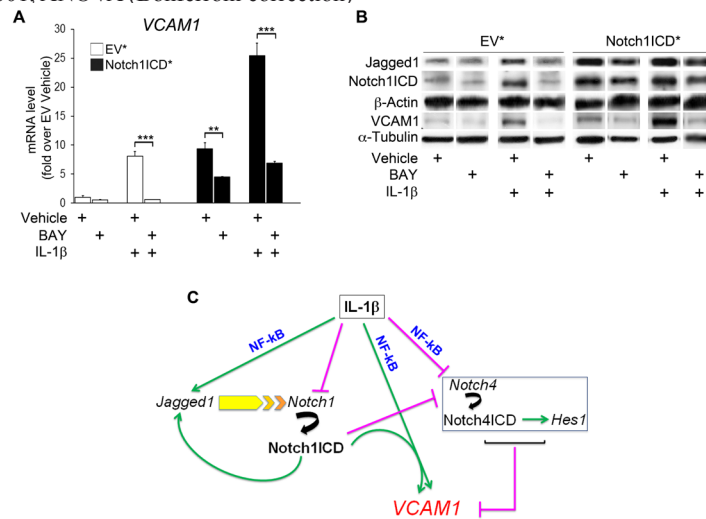 A
VCAM1
EV*
Notch1ICD*
mRNA level
(fold over EV Vehicle)
30
25
20
15
10
5
0
***
**
***
Vehicle + + + +
BAY + + + +
IL-1β + + + +
B
EV* Notch1ICD*
Jagged1
Notch1ICD
β-Actin
VCAM1
α-Tubulin
Vehicle + + + +
BAY + + + +
IL-1β + + + +
C
IL-1β
NF-kB
NF-kB
NF-kB
Jagged1
Notch1
Notch1ICD
Notch4
Notch4ICD
Hes1
VCAM1